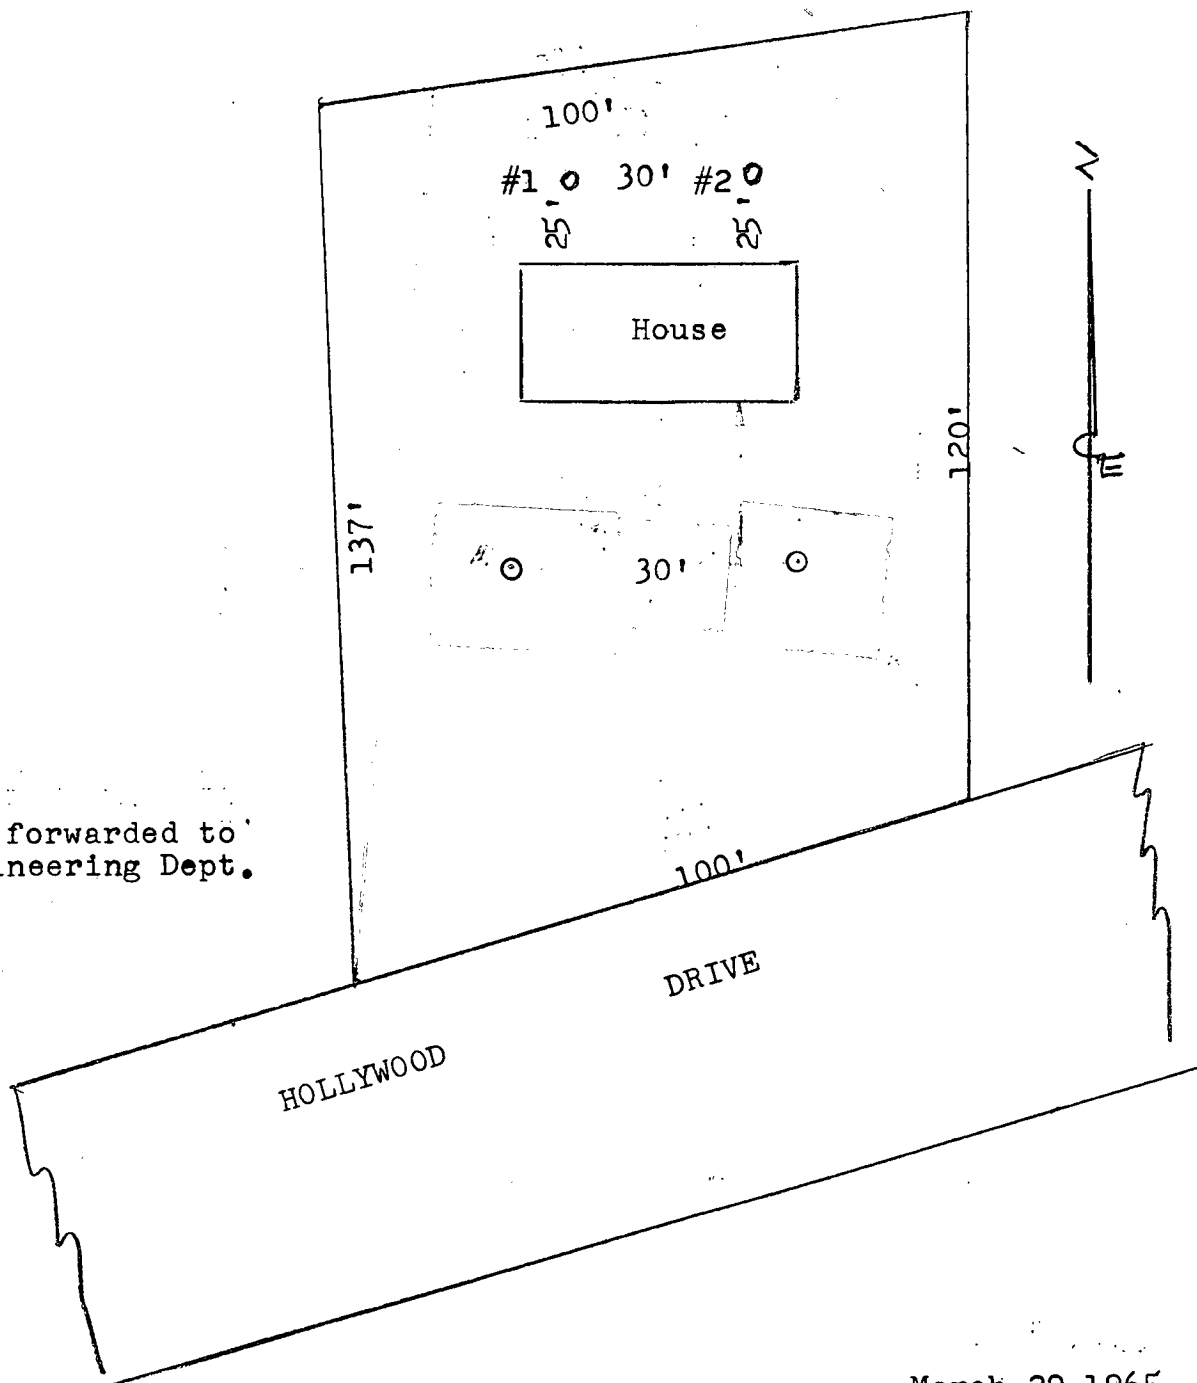 100'
#1 30' #2
25' 25'
House
120'
137'
30'
forwarded to
neering Dept.
100'
DRIVE
HOLLYWOOD